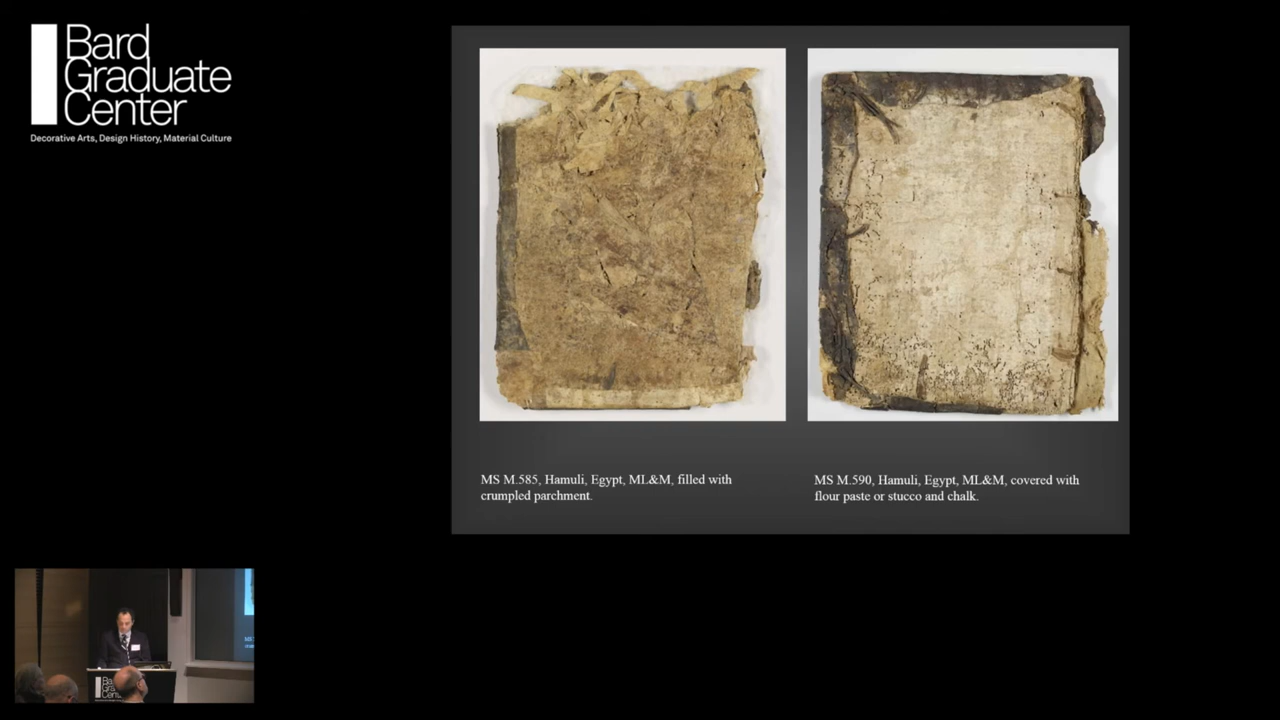 Bard
Graduate
Center
Decorative Arts, Design History, Material Culture
MS M.585, Hamuli, Egypt, ML&M, filled with
crumpled parchment.
MS M.590, Hamuli, Egypt, ML&M, covered with
flour paste or stucco and chalk.